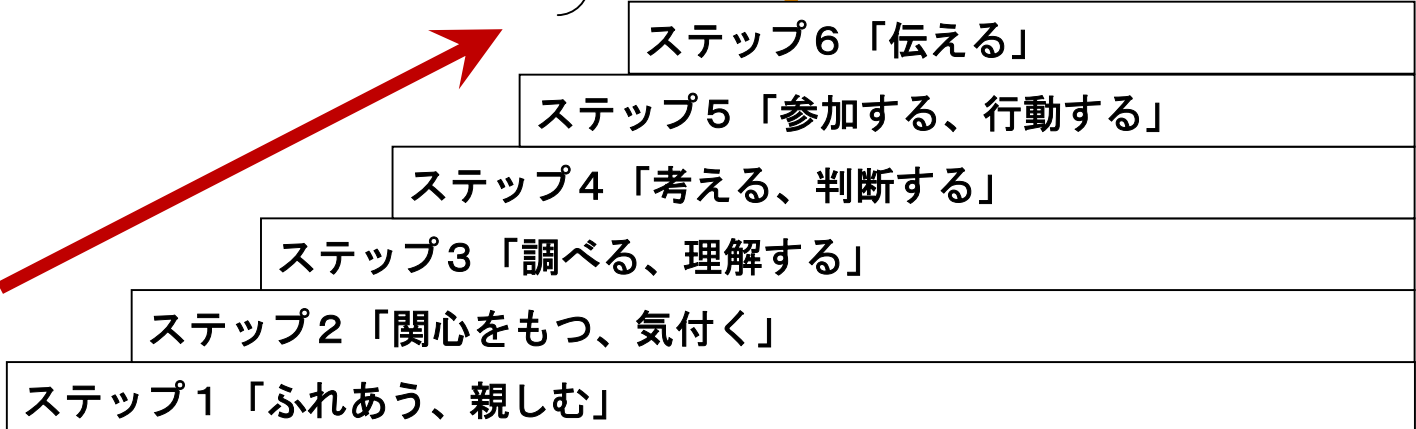 ステップ６「伝える」
ステップ５「参加する、行動する」
ステップ４「考える、判断する」
ステップ３「調べる、理解する」
ステップ２「関心をもつ、気付く」
ステップ１「ふれあう、親しむ」